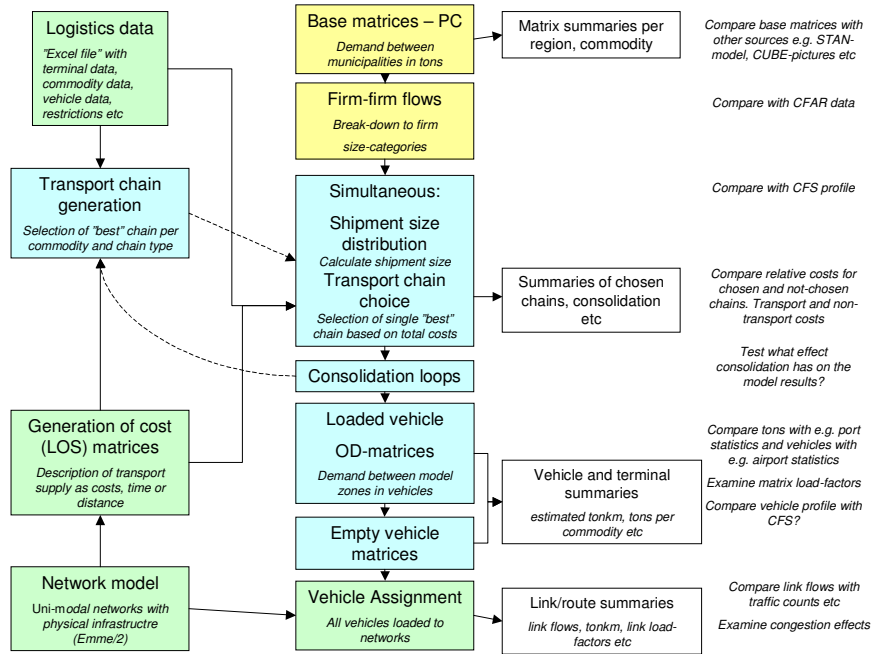 Logistics data
"Excel file" with
terminal data,
commodity data,
vehicle data,
restrictions etc
Base matrices – PC
Demand between
municipalities in tons
Matrix summaries per
region, commodity
Compare base matrices with
other sources e.g. STAN-
model, CUBE-pictures etc
Firm-firm flows
Break-down to firm
size-categories
Compare with CFAR data
Transport chain
generation
Selection of "best" chain per
commodity and chain type
Simultaneous:
Shipment size
distribution
Calculate shipment size
Transport chain
choice
Selection of single "best"
chain based on total costs
Compare with CFS profile
Summaries of chosen
chains, consolidation
etc
Compare relative costs for
chosen and not-chosen
chains. Transport and non-
transport costs
Consolidation loops
Test what effect
consolidation has on the
model results?
Generation of cost
(LOS) matrices
Description of transport
supply as costs, time or
distance
Loaded vehicle
OD-matrices
Demand between model
zones in vehicles
Vehicle and terminal
summaries
estimated tonkm, tons per
commodity etc
Compare tons with e.g. port
statistics and vehicles with
e.g. airport statistics
Examine matrix load-factors
Compare vehicle profile with
CFS?
Empty vehicle
matrices
Network model
Uni-modal networks with
physical infrastructre
(Emme/2)
Vehicle Assignment
All vehicles loaded to
networks
Link/route summaries
link flows, tonkm, link load-
factors etc
Compare link flows with
traffic counts etc
Examine congestion effects